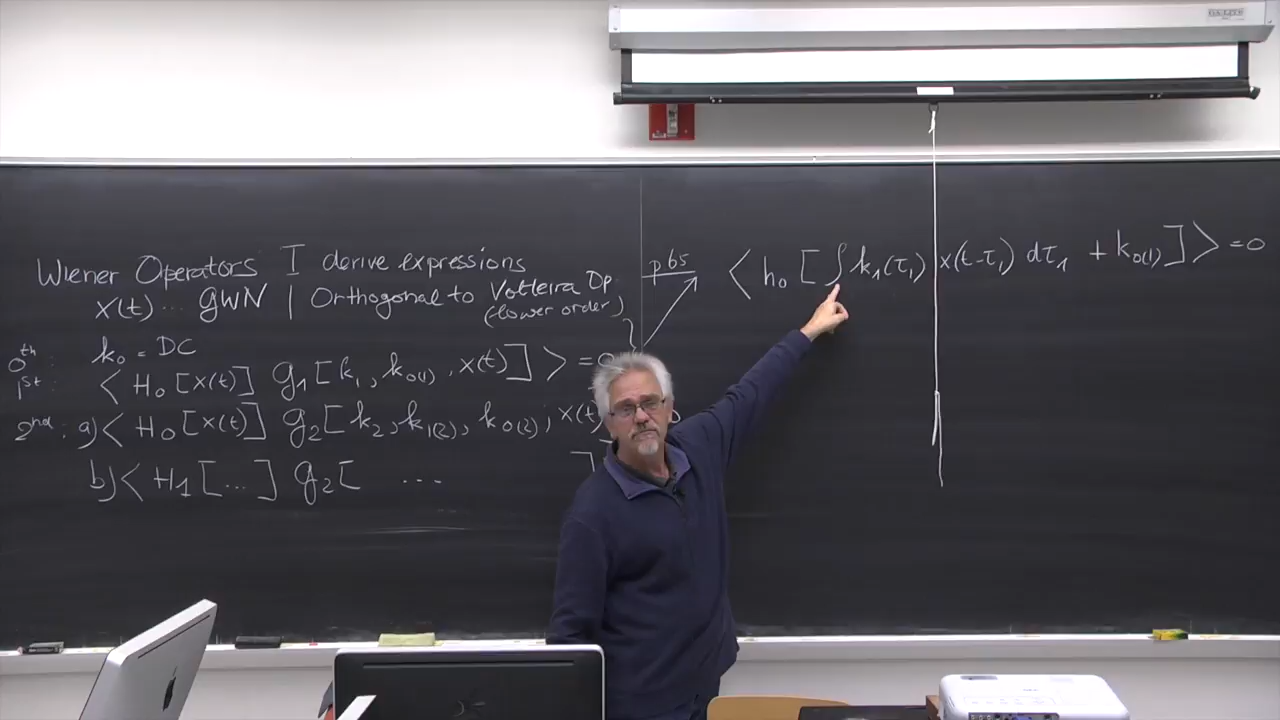 Wiener Operators I derive expressions
x(t) ... GWN | Orthogonal to Volterra Op.
(lower order)
0th : k0 = DC
1st : < H0 [x(t)] g1 [k1, k0(1), x(t)] > = 0
2nd : a) < H0 [x(t)] g2 [k2, k1(2), k0(2); x(t)
b) < H1 [...] g2 [ ... ]
p 65
< h0 [ ∫ k1(τ1) x(t-τ1) dτ1 + k0(1) ] > = 0